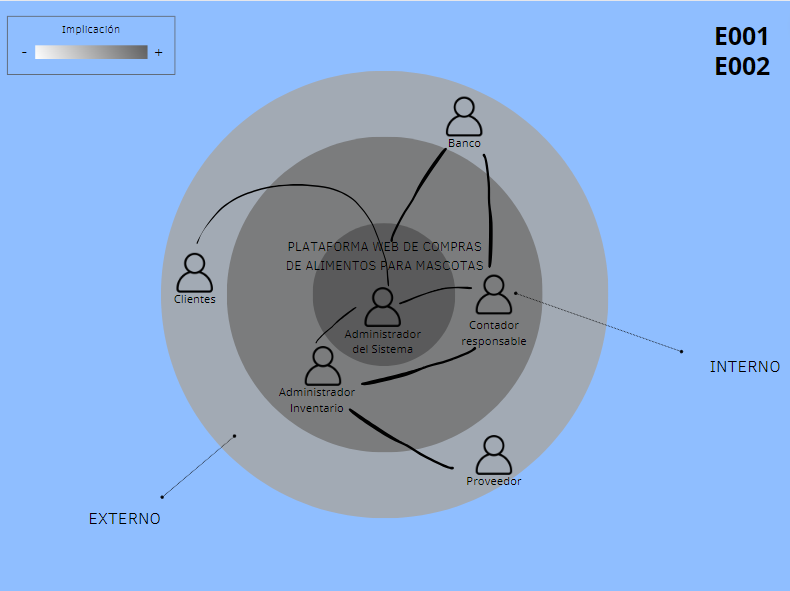 Implicación
- +
E001
E002
Banco
PLATAFORMA WEB DE COMPRAS
DE ALIMENTOS PARA MASCOTAS
Clientes
Administrador
del Sistema
Contador
responsable
INTERNO
Administrador
Inventario
Proveedor
EXTERNO